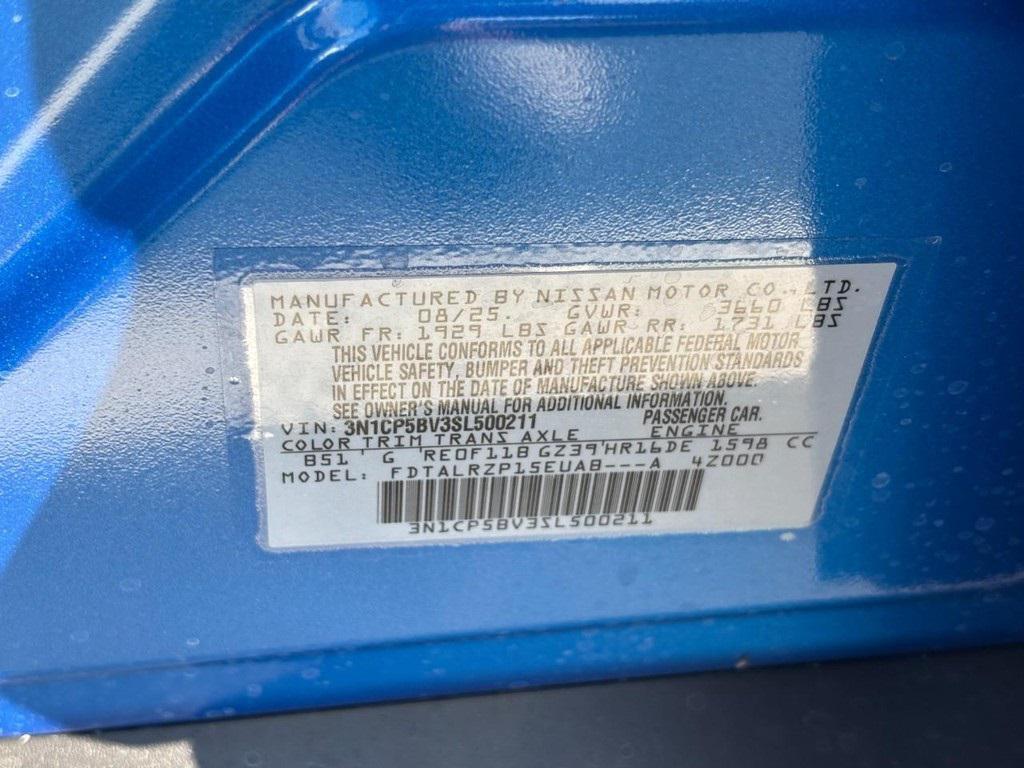 MANUFACTURED BY NISSAN MOTOR CO., LTD.
DATE: 08/25. GVWR: 3660 LBS
GAWR FR: 1929 LBS GAWR RR: 1731 LBS
THIS VEHICLE CONFORMS TO ALL APPLICABLE FEDERAL MOTOR
VEHICLE SAFETY, BUMPER AND THEFT PREVENTION STANDARDS
IN EFFECT ON THE DATE OF MANUFACTURE SHOWN ABOVE.
SEE OWNER'S MANUAL FOR ADDITIONAL INFORMATION.
VIN: 3N1CP5BV3SL500211 PASSENGER CAR.
COLOR TRIM TRANS AXLE ENGINE
851' G 'RE0F11B GZ39'HR16DE 1598 CC
MODEL: FDTALRZP15EUAB---A 4Z000
3N1CP5BV3SL500211